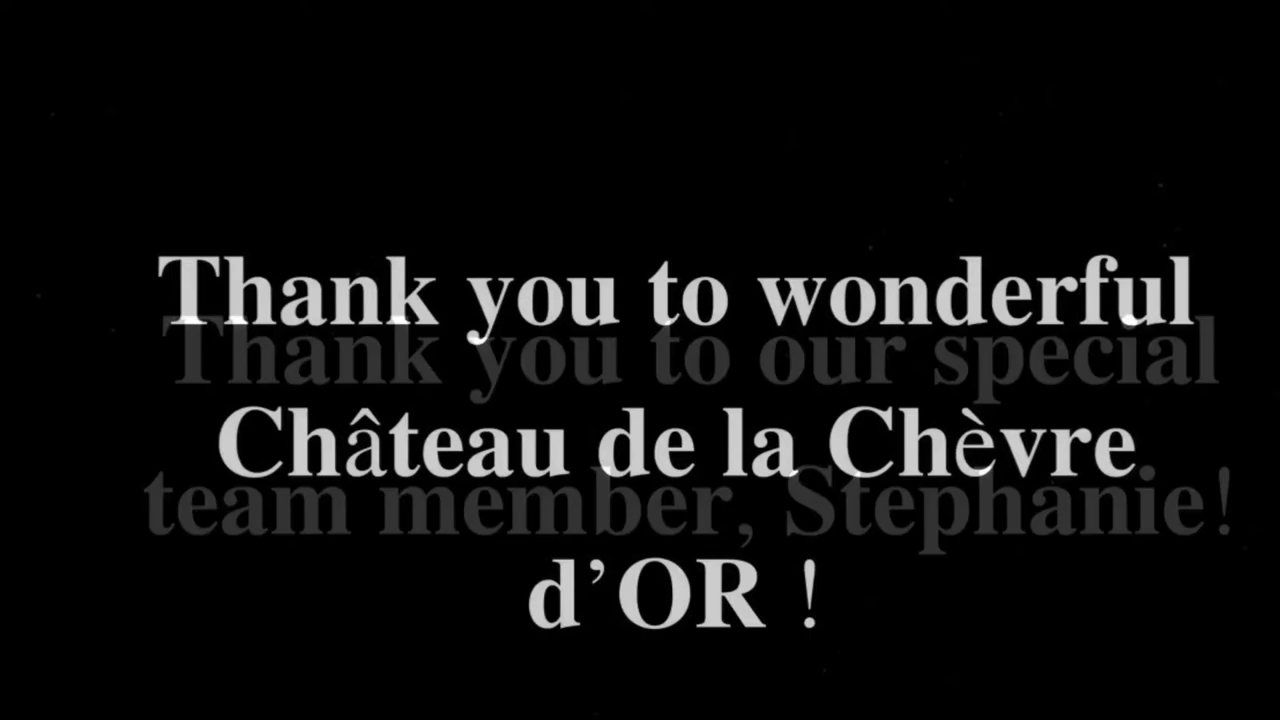 Thank you to wonderful
Thank you to our special
Château de la Chèvre
team member, Stephanie!
d’OR !